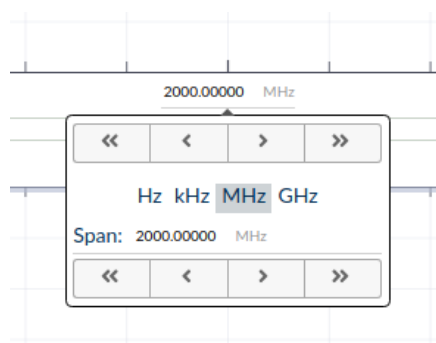 2000.00000 MHz
« ‹ › »
Hz kHz MHz GHz
Span: 2000.00000 MHz
« ‹ › »